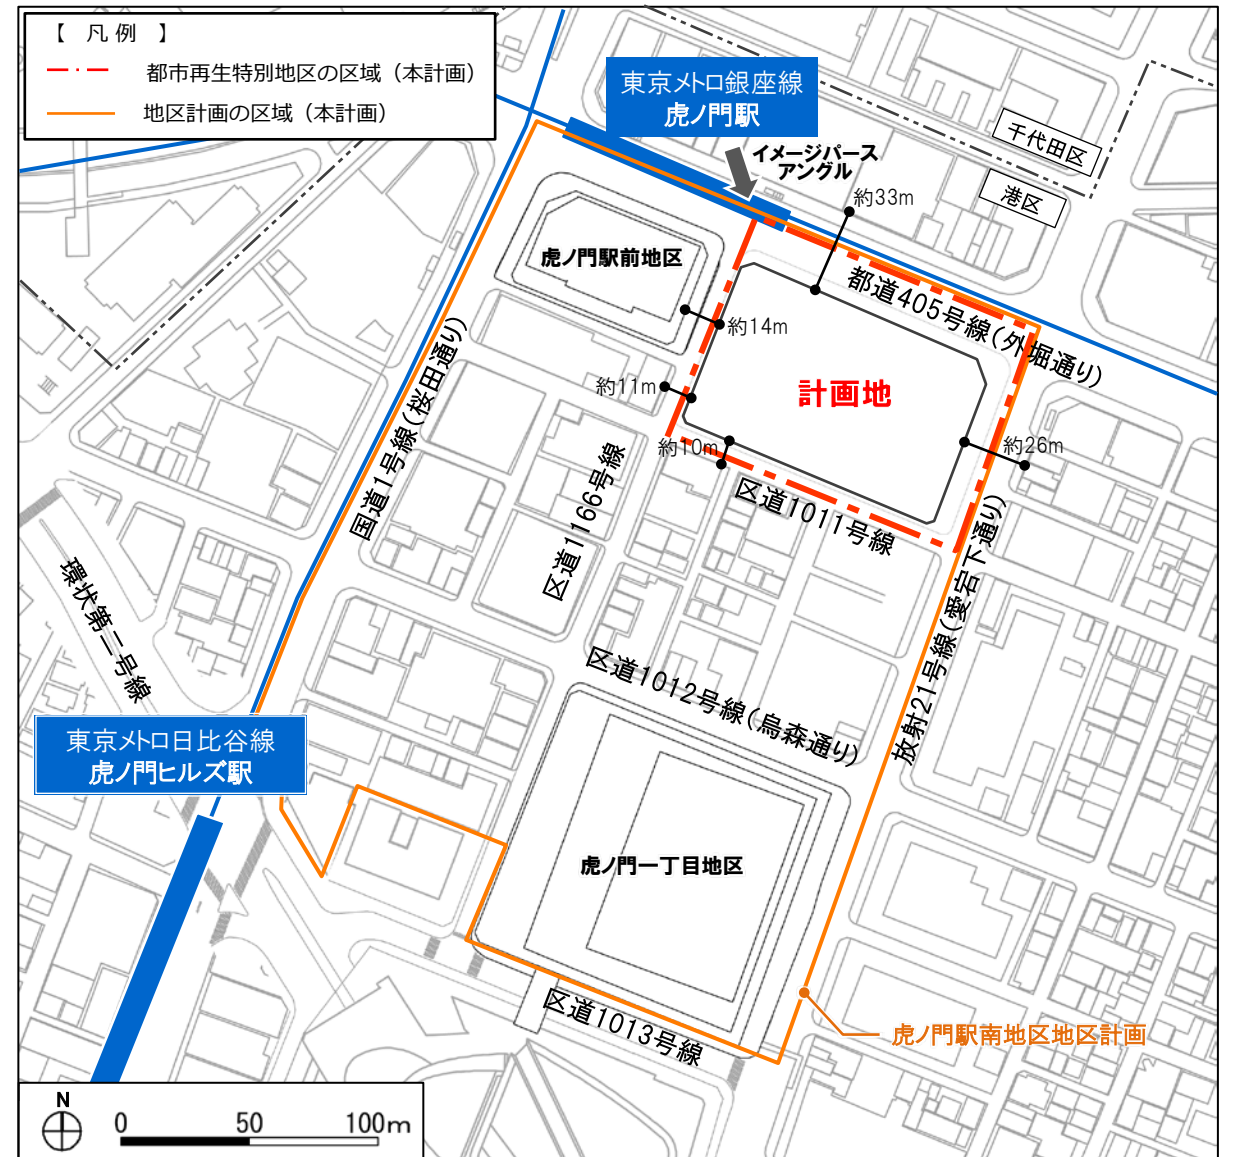 【 凡 例 】
都市再生特別地区の区域（本計画）
地区計画の区域（本計画）
東京メトロ銀座線
虎ノ門駅
イメージパース
アングル
千代田区
港区
約33m
虎ノ門駅前地区
都道405号線(外堀通り)
約14m
約11m
計画地
約10m
約26m
国道1号線(桜田通り)
区道1166号線
区道1011号線
放射21号線(愛宕下通り)
環状第二号線
区道1012号線(烏森通り)
東京メトロ日比谷線
虎ノ門ヒルズ駅
虎ノ門一丁目地区
区道1013号線
虎ノ門駅南地区地区計画
N
0 50 100m